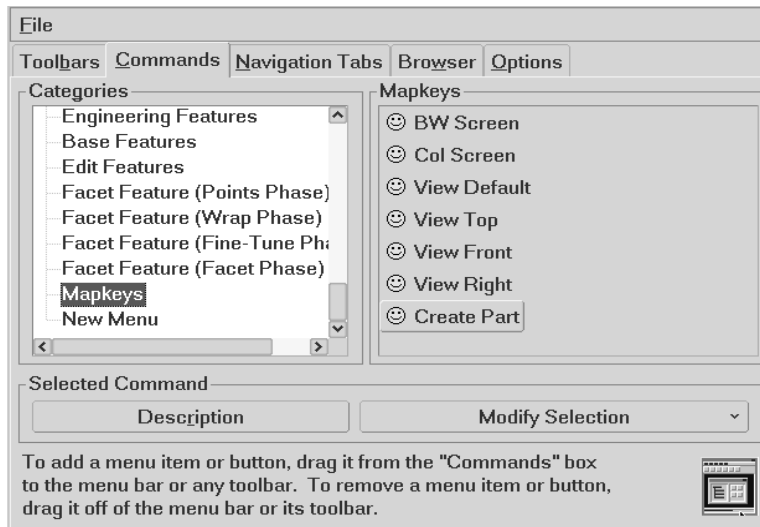 File
Toolbars Commands Navigation Tabs Browser Options
Categories
Engineering Features
Base Features
Edit Features
Facet Feature (Points Phase)
Facet Feature (Wrap Phase)
Facet Feature (Fine-Tune Pha
Facet Feature (Facet Phase)
Mapkeys
New Menu
Mapkeys
BW Screen
Col Screen
View Default
View Top
View Front
View Right
Create Part
Selected Command
Description Modify Selection
To add a menu item or button, drag it from the "Commands" box
to the menu bar or any toolbar. To remove a menu item or button,
drag it off of the menu bar or its toolbar.